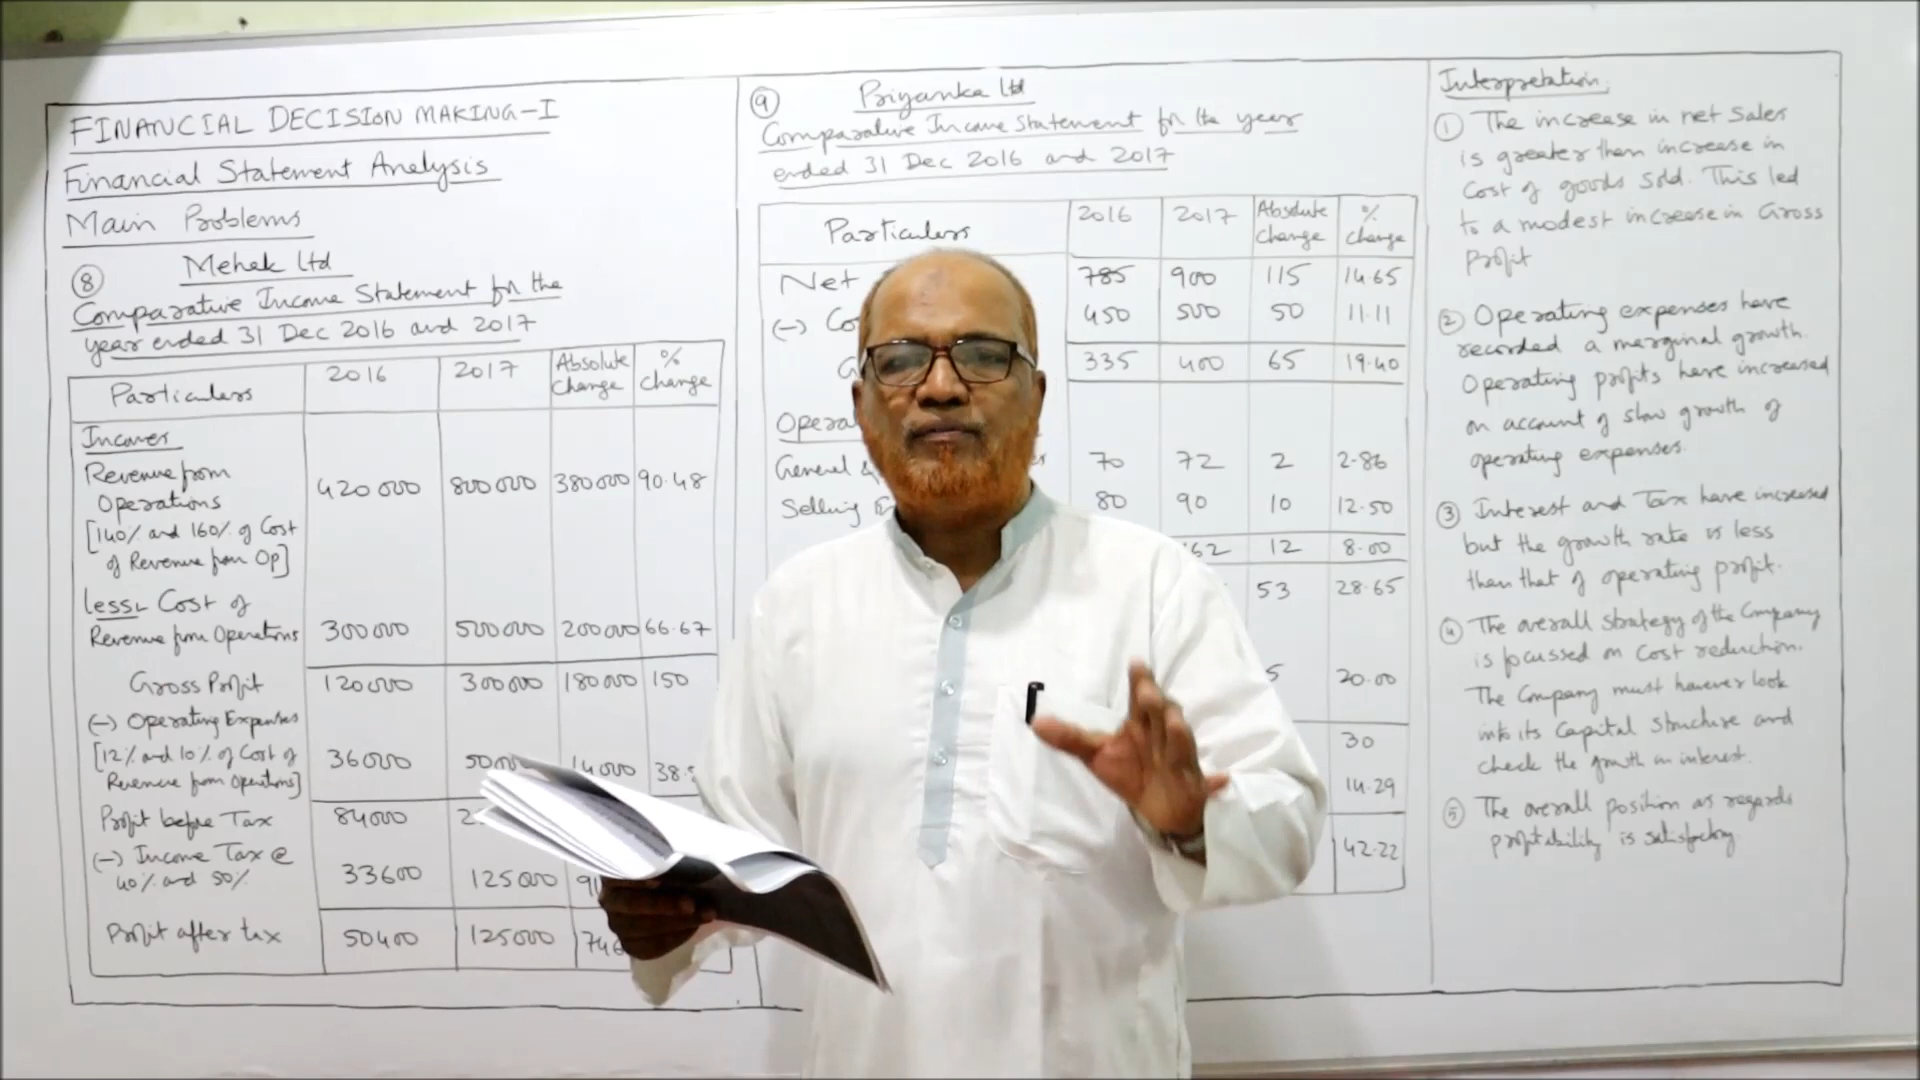 FINANCIAL DECISION MAKING-I
Financial Statement Analysis
Main Problems
8 Mehek Ltd
Comparative Income Statement for the
year ended 31 Dec 2016 and 2017
Particulars 2016 2017 Absolute Change % Change
Incomes
Revenue from
Operations 420000 800000 380000 90.48
[140% and 160% of Cost
of Revenue from Op]
Less:- Cost of
Revenue from Operations 300000 500000 200000 66.67
Gross Profit 120000 300000 180000 150
(-) Operating Expenses
[12% and 10% of Cost of 36000 14000
Revenue from Operations]
Profit before Tax 84000
(-) Income Tax @
40% and 50% 33600 125000
Profit after tax 50400 125000
9 Priyanka Ltd
Comparative Income Statement for the year
ended 31 Dec 2016 and 2017
Particulars 2016 2017 Absolute Change % Change
Net 785 900 115 14.65
(-) 450 500 50 11.11
335 400 65 19.40
General & 70 72 2 2.86
Selling 80 90 10 12.50
12 8.00
53 28.65
5 20.00
30
14.29
42.22
Interpretation:
1 The increase in net Sales
is greater than increase in
Cost of goods Sold. This led
to a modest increase in Gross
Profit
2 Operating expenses have
recorded a marginal growth.
Operating profits have increased
on account of slow growth of
operating expenses.
3 Interest and Tax have increased
but the growth rate is less
than that of operating profit.
4 The overall strategy of the Company
is focussed on Cost reduction.
The Company must however look
into its Capital Structure and
check the growth in interest.
5 The overall position as regards
profitability is satisfactory